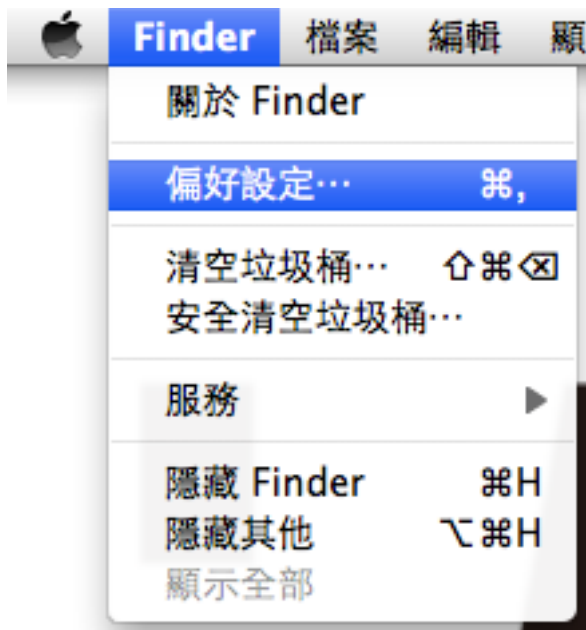 Finder 檔案 編輯 顯
關於 Finder
偏好設定… ⌘,
清空垃圾桶… ⇧⌘⌫
安全清空垃圾桶…
服務 ▶
隱藏 Finder ⌘H
隱藏其他 ⌥⌘H
顯示全部